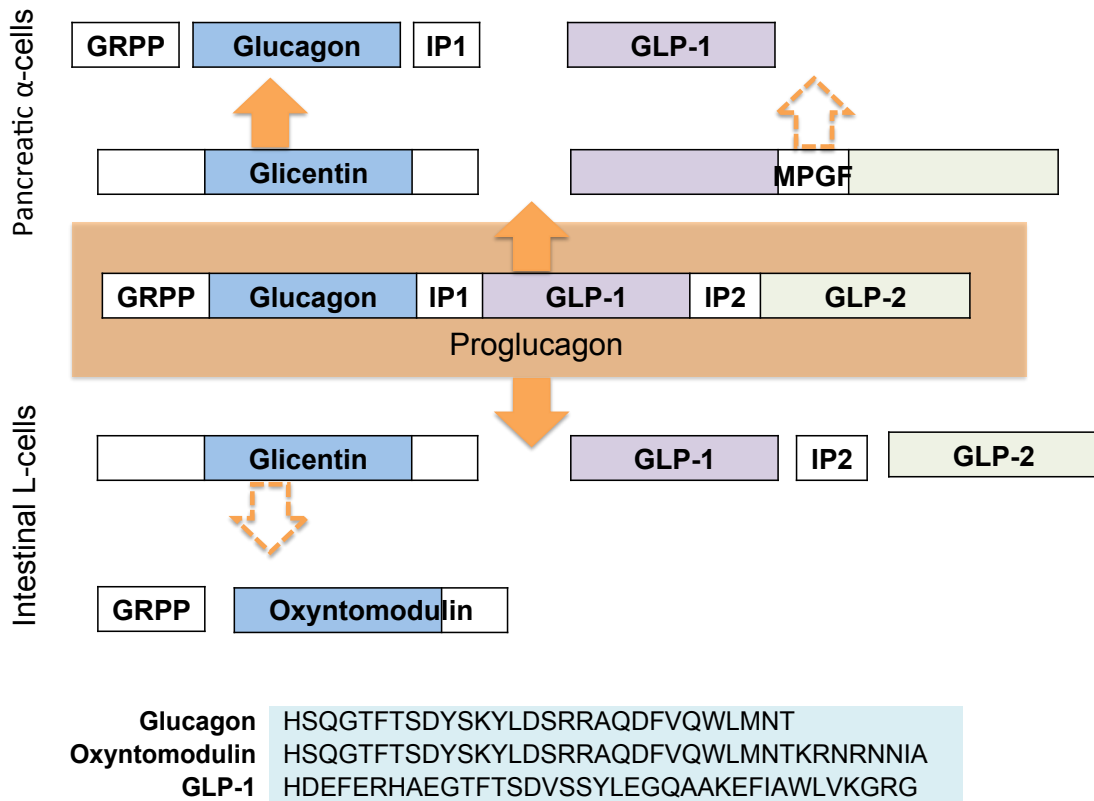 Pancreatic α-cells
GRPP Glucagon IP1 GLP-1
Glicentin MPGF
GRPP Glucagon IP1 GLP-1 IP2 GLP-2
Proglucagon
Intestinal L-cells
Glicentin GLP-1 IP2 GLP-2
GRPP Oxyntomodulin
Glucagon HSQGTFTSDYSKYLDSRRAQDFVQWLMNT
Oxyntomodulin HSQGTFTSDYSKYLDSRRAQDFVQWLMNTKRNRNNIA
GLP-1 HDEFERHAEGTFTSDVSSYLEGQAAKEFIAWLVKGRG